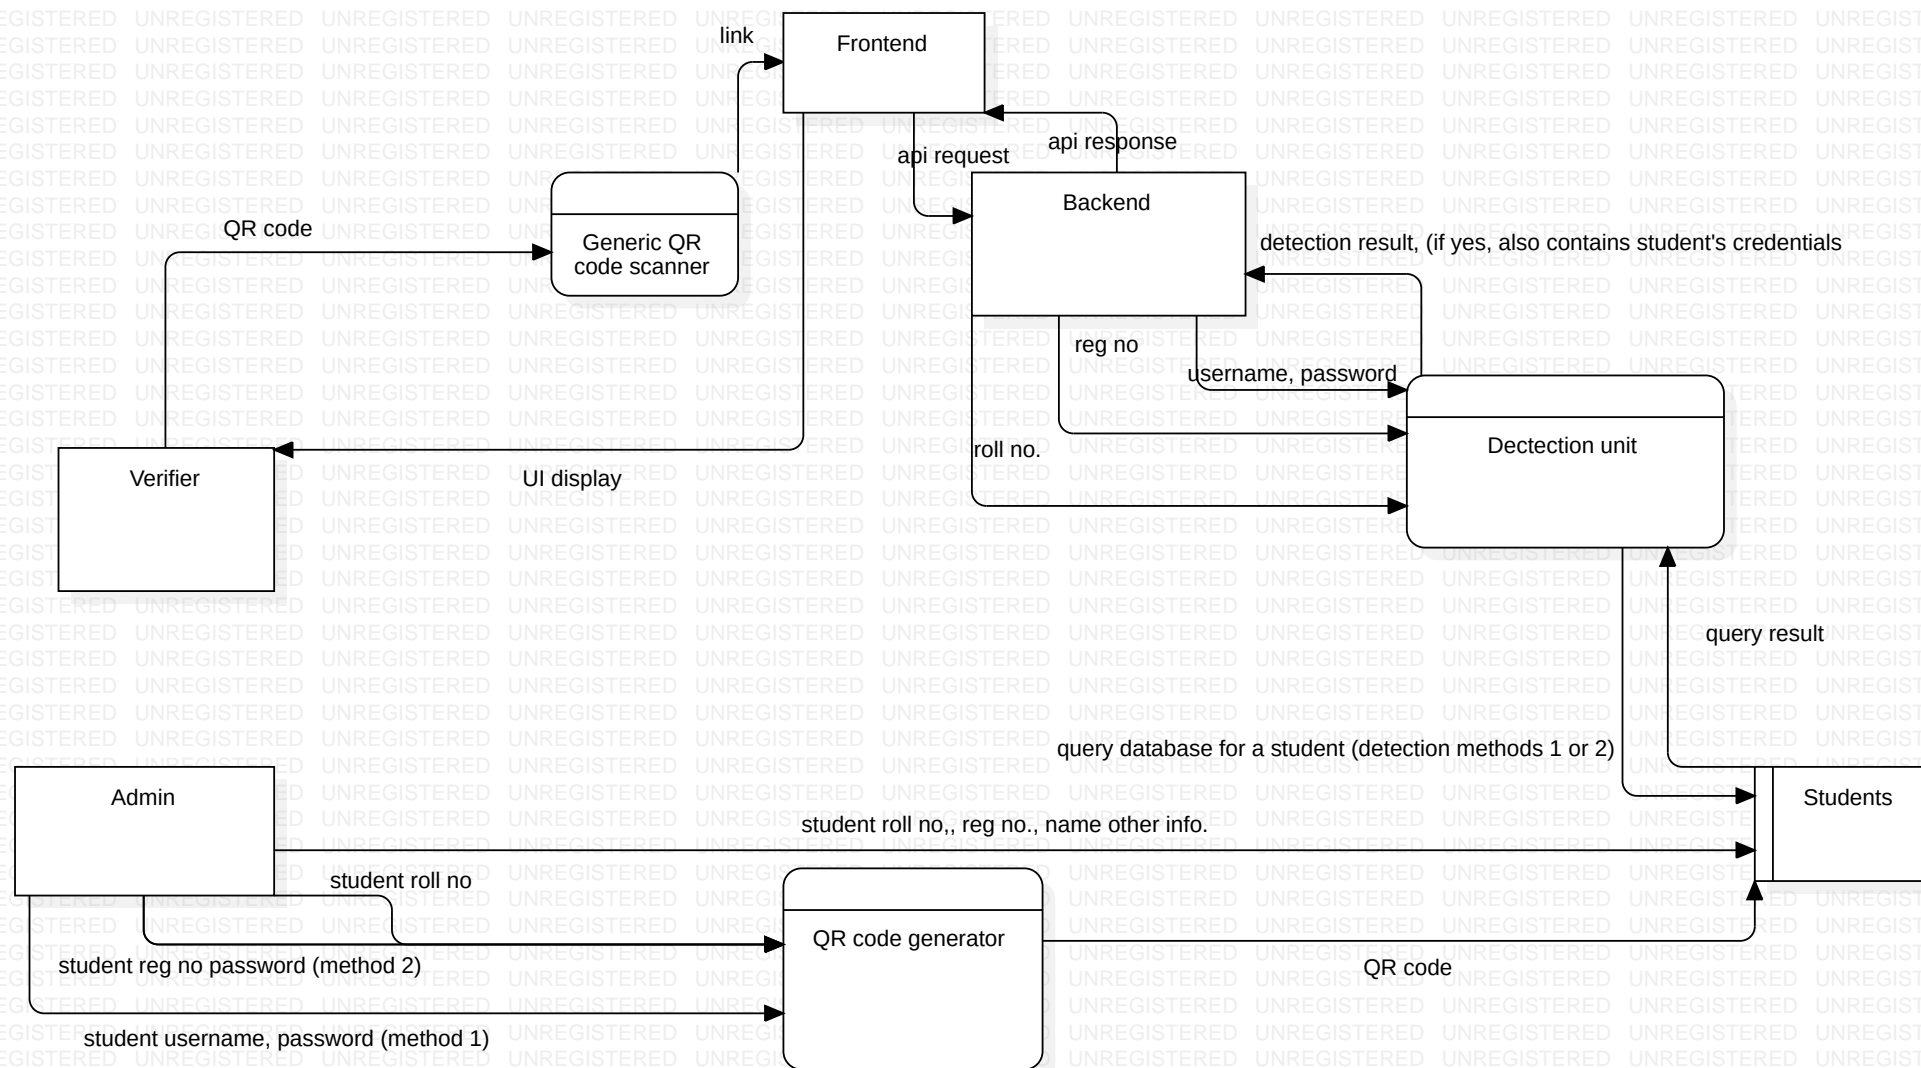 link
Frontend
api response
api request
Backend
QR code
Generic QR
code scanner
detection result, (if yes, also contains student's credentials
reg no
username, password
Dectection unit
roll no.
Verifier
UI display
query result
query database for a student (detection methods 1 or 2)
Admin
Students
student roll no,, reg no., name other info.
student roll no
QR code generator
student reg no password (method 2)
QR code
student username, password (method 1)
UNREGISTERED